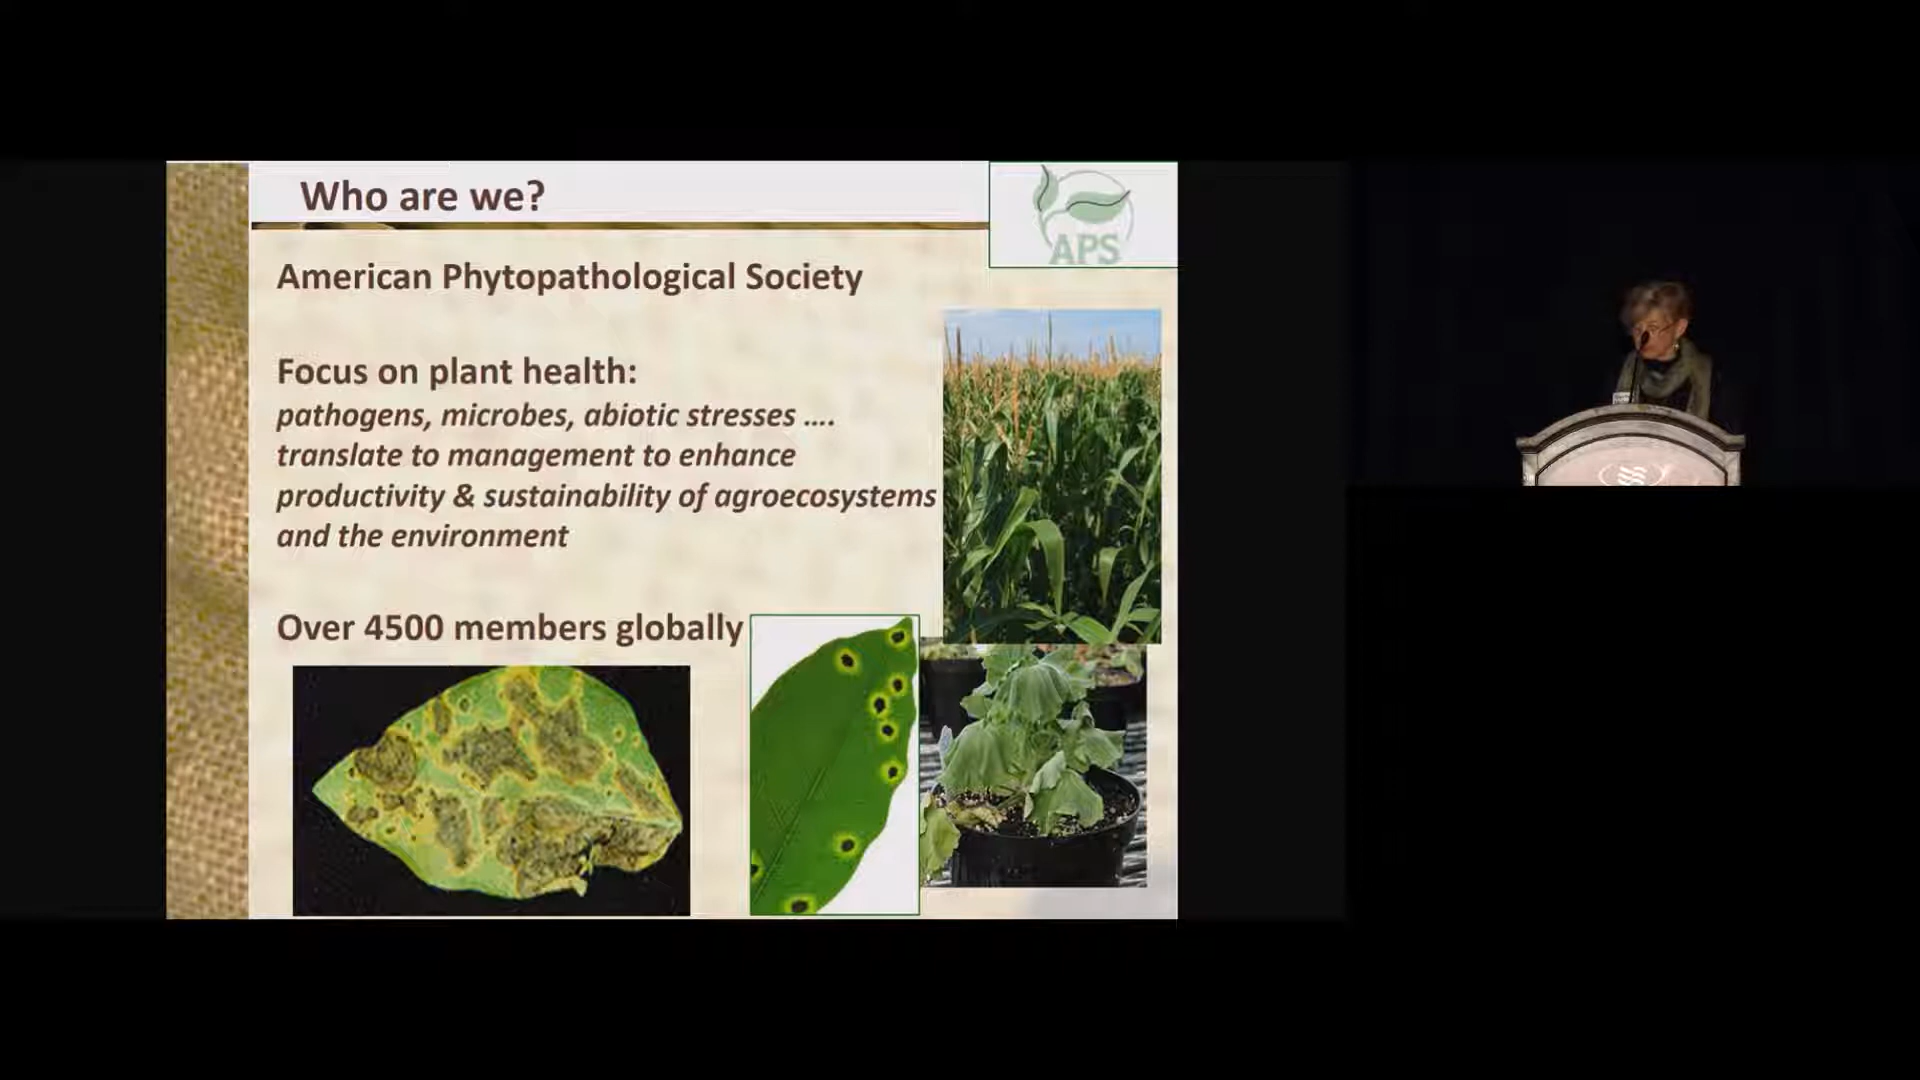 Who are we?
APS
American Phytopathological Society
Focus on plant health:
pathogens, microbes, abiotic stresses ....
translate to management to enhance
productivity & sustainability of agroecosystems
and the environment
Over 4500 members globally